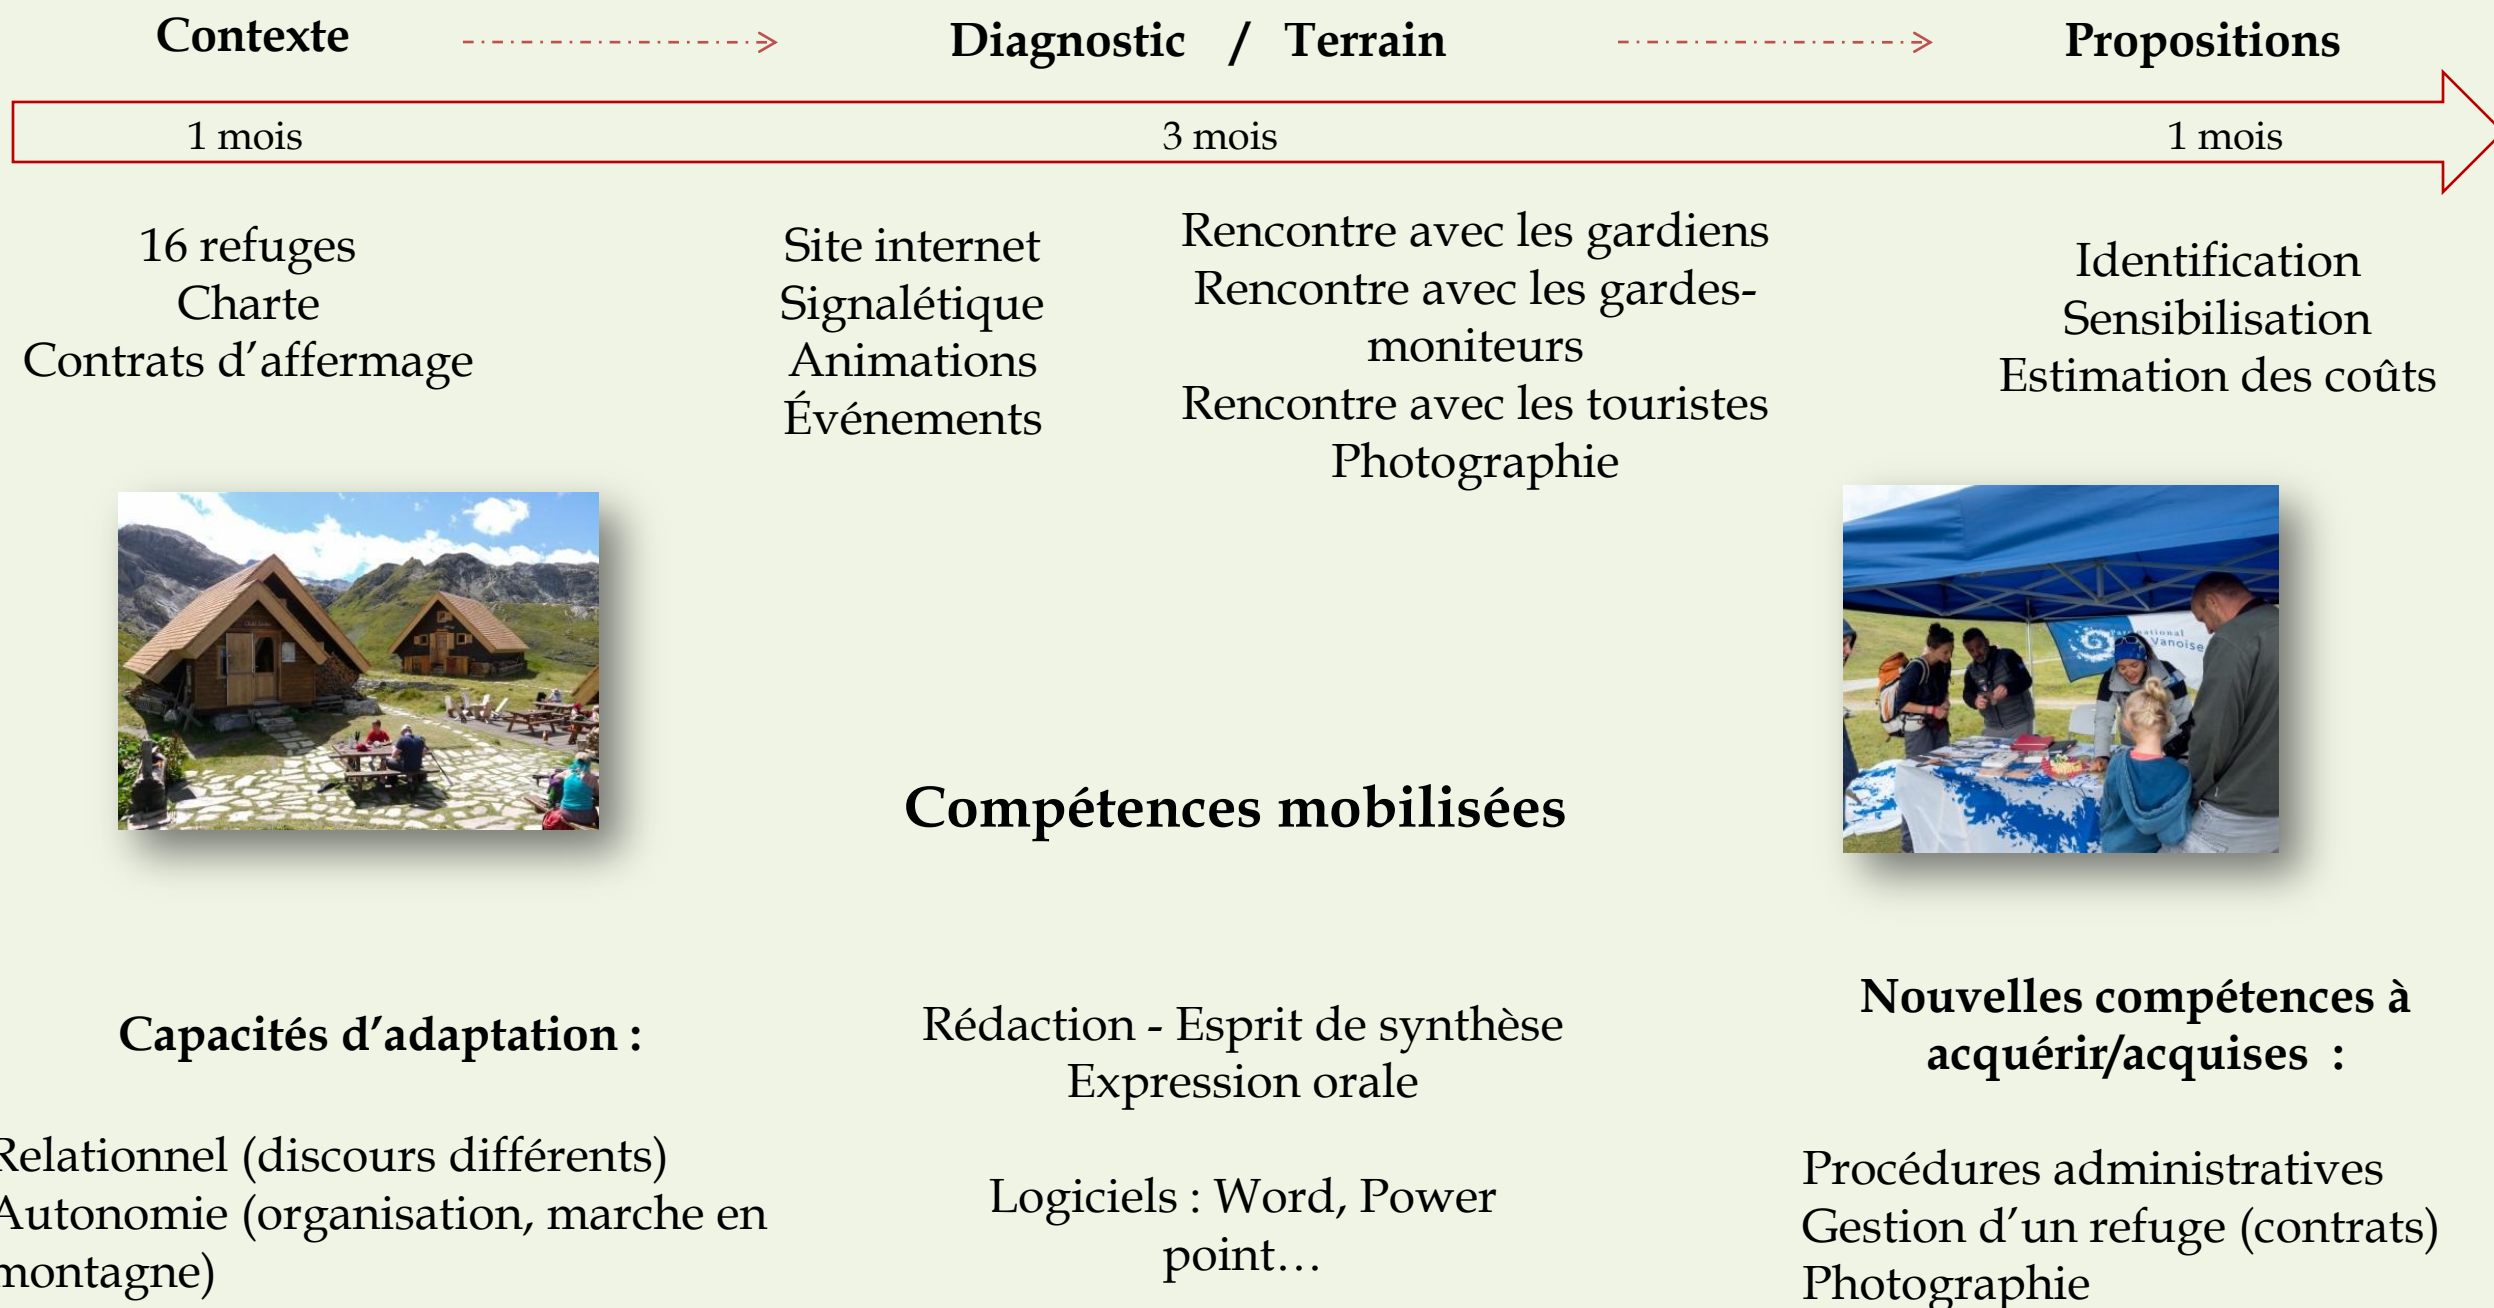 Contexte
Diagnostic / Terrain
Propositions
1 mois
3 mois
1 mois
16 refuges
Charte
Contrats d’affermage
Site internet
Signalétique
Animations
Événements
Rencontre avec les gardiens
Rencontre avec les gardes-
moniteurs
Rencontre avec les touristes
Photographie
Identification
Sensibilisation
Estimation des coûts
Vanoise
Compétences mobilisées
Capacités d’adaptation :
Relationnel (discours différents)
Autonomie (organisation, marche en
montagne)
Rédaction - Esprit de synthèse
Expression orale
Logiciels : Word, Power
point…
Nouvelles compétences à
acquérir/acquises :
Procédures administratives
Gestion d’un refuge (contrats)
Photographie